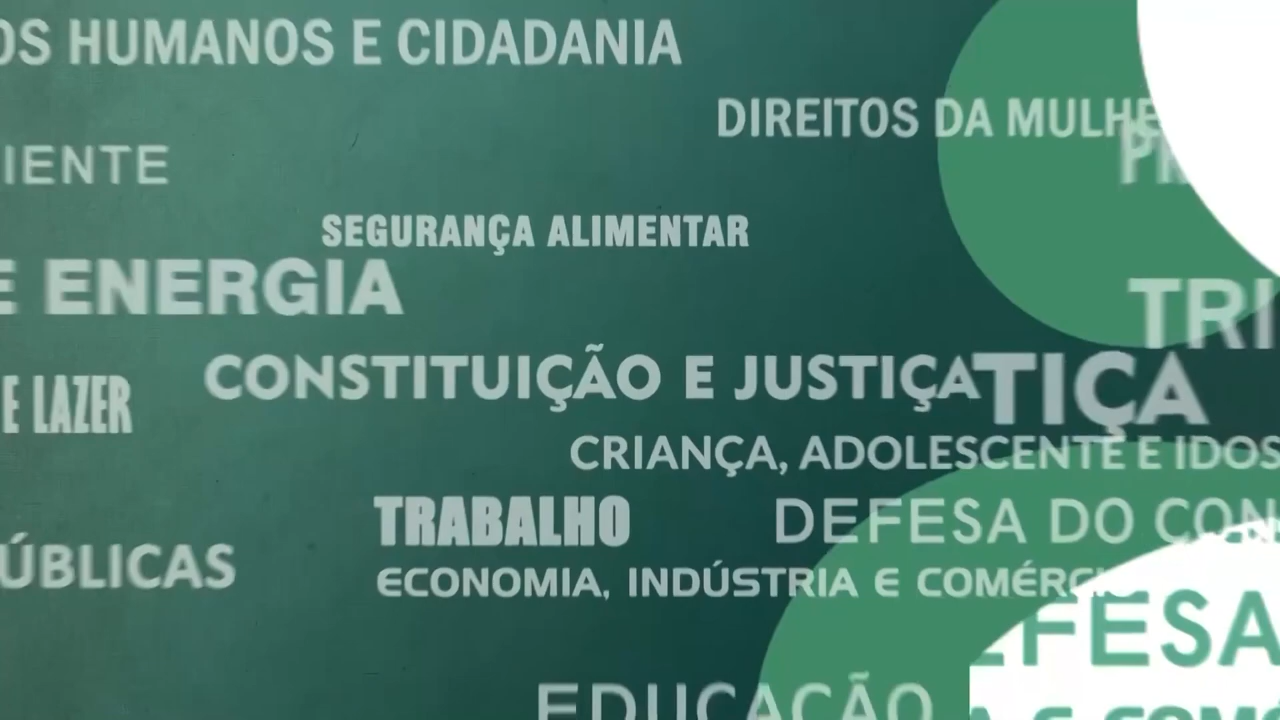 OS HUMANOS E CIDADANIA
DIREITOS DA MULHE
IENTE
SEGURANÇA ALIMENTAR
E ENERGIA
TRI
CONSTITUIÇÃO E JUSTIÇA
TIÇA
E LAZER
CRIANÇA, ADOLESCENTE E IDOS
TRABALHO
DEFESA DO CON
ÚBLICAS
ECONOMIA, INDÚSTRIA E COMÉRCI
EFESA
EDUCAÇÃO